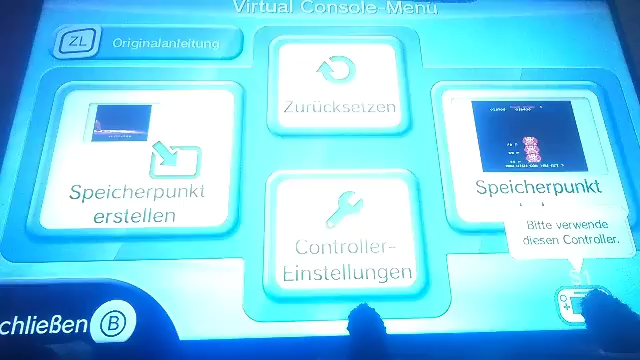 Virtual Console-Menü
ZL Originalanleitung
Zurücksetzen
Speicherpunkt
erstellen
Speicherpunkt
Bitte verwende
diesen Controller.
Controller-
Einstellungen
chließen B